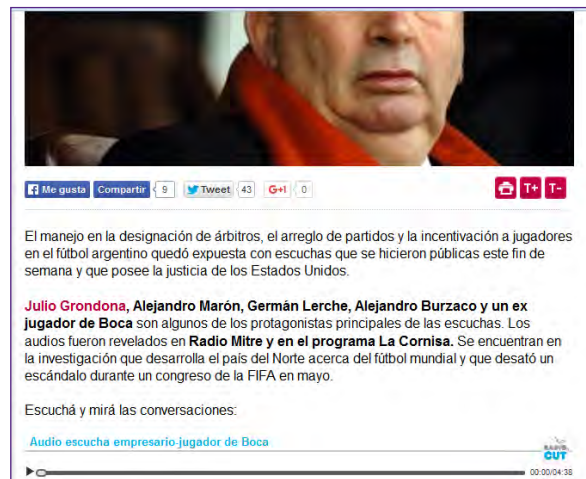 Me gusta Compartir 9 Tweet 43 G+1 0 T+ T-
El manejo en la designación de árbitros, el arreglo de partidos y la incentivación a jugadores
en el fútbol argentino quedó expuesta con escuchas que se hicieron públicas este fin de
semana y que posee la justicia de los Estados Unidos.
Julio Grondona, Alejandro Marón, Germán Lerche, Alejandro Burzaco y un ex
jugador de Boca son algunos de los protagonistas principales de las escuchas. Los
audios fueron revelados en Radio Mitre y en el programa La Cornisa. Se encuentran en
la investigación que desarrolla el país del Norte acerca del fútbol mundial y que desató un
escándalo durante un congreso de la FIFA en mayo.
Escuchá y mirá las conversaciones:
Audio escucha empresario-jugador de Boca
RADIO
CUT
00:00/04:38